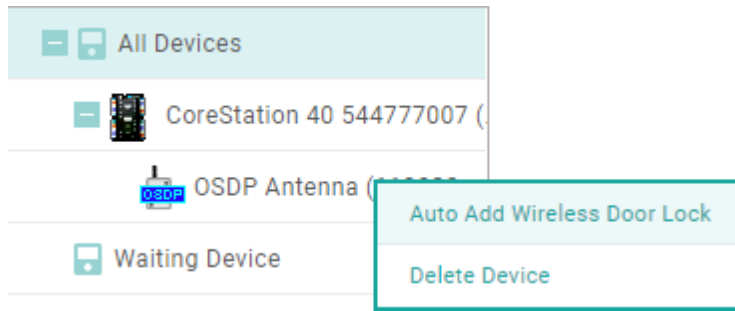 All Devices
CoreStation 40 544777007 (.
OSDP
OSDP Antenna (
Auto Add Wireless Door Lock
Waiting Device
Delete Device